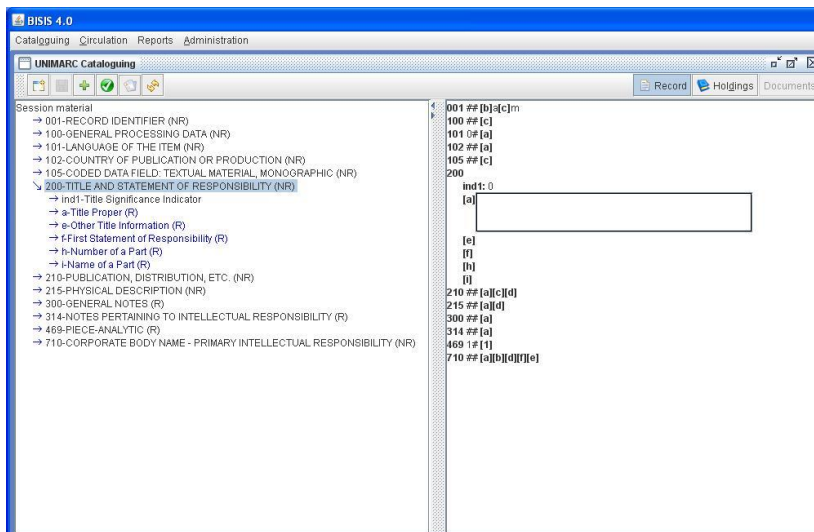 BISIS 4.0
Cataloguing Circulation Reports Administration
UNIMARC Cataloguing
Record Holdings Documents
Session material
001-RECORD IDENTIFIER (NR)
100-GENERAL PROCESSING DATA (NR)
101-LANGUAGE OF THE ITEM (NR)
102-COUNTRY OF PUBLICATION OR PRODUCTION (NR)
105-CODED DATA FIELD: TEXTUAL MATERIAL, MONOGRAPHIC (NR)
200-TITLE AND STATEMENT OF RESPONSIBILITY (NR)
ind1-Title Significance Indicator
a-Title Proper (R)
e-Other Title Information (R)
f-First Statement of Responsibility (R)
h-Number of a Part (R)
i-Name of a Part (R)
210-PUBLICATION, DISTRIBUTION, ETC. (NR)
215-PHYSICAL DESCRIPTION (NR)
300-GENERAL NOTES (R)
314-NOTES PERTAINING TO INTELLECTUAL RESPONSIBILITY (R)
469-PIECE-ANALYTIC (R)
710-CORPORATE BODY NAME - PRIMARY INTELLECTUAL RESPONSIBILITY (NR)
001 ## [b]a[c]m
100 ## [c]
101 0# [a]
102 ## [a]
105 ## [c]
200
ind1: 0
[a]
[e]
[f]
[h]
[i]
210 ## [a][c][d]
215 ## [a][d]
300 ## [a]
314 ## [a]
469 1# [1]
710 ## [a][b][d][f][e]